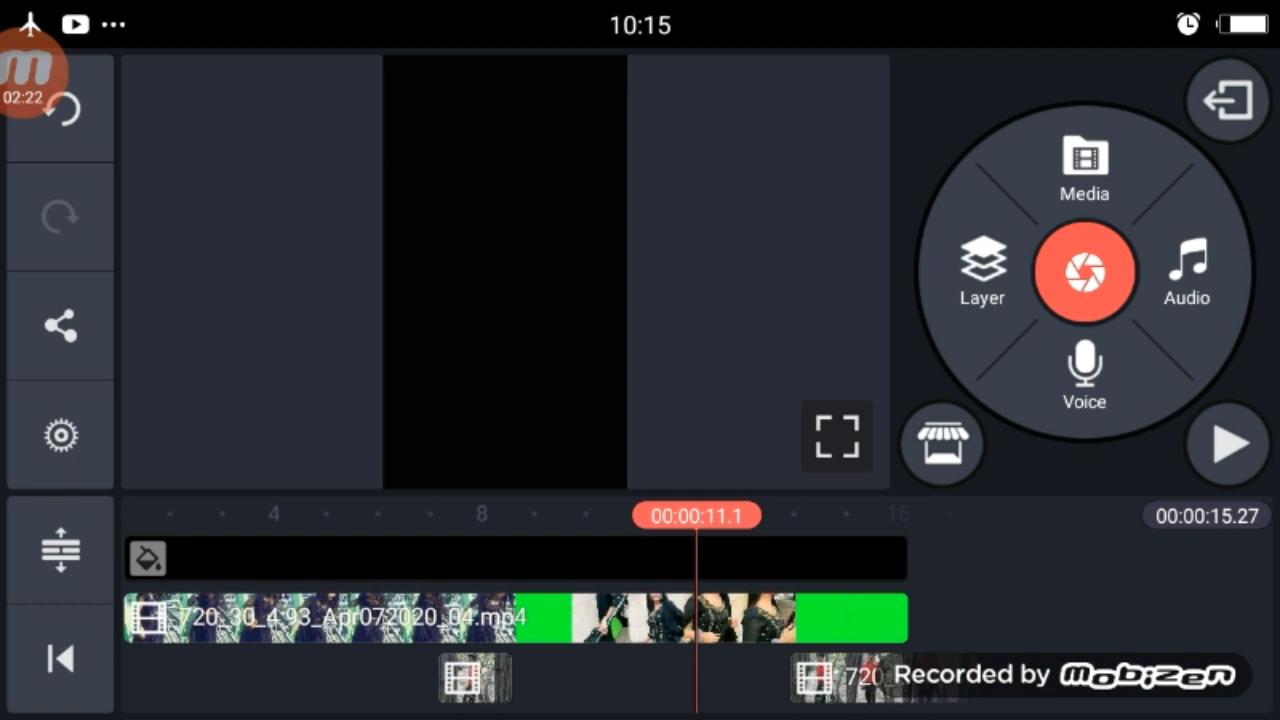 10:15
02:22
Media
Layer
Audio
Voice
4
8
00:00:11.1
16
00:00:15.27
720_30_4.93_Apr072020_04.mp4
720
Recorded by mobizen